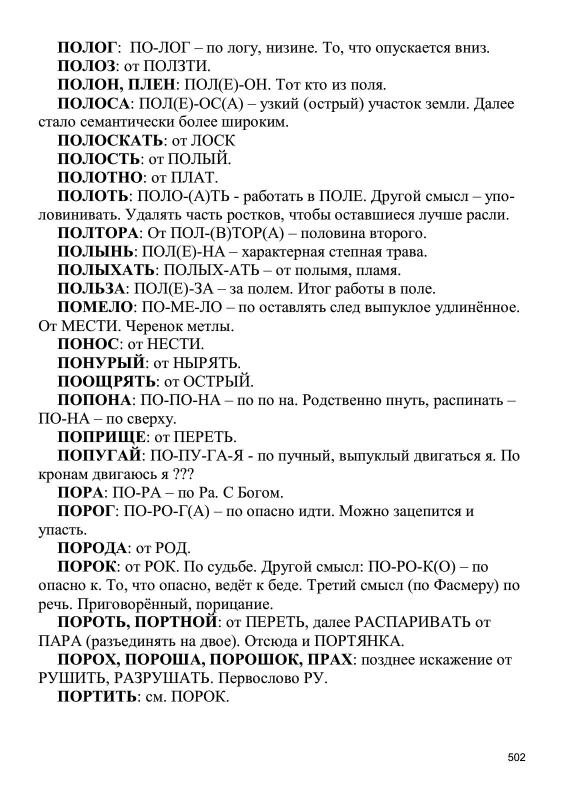 ПОЛОГ: ПО-ЛОГ – по логу, низине. То, что опускается вниз.
ПОЛОЗ: от ПОЛЗТИ.
ПОЛОН, ПЛЕН: ПОЛ(Е)-ОН. Тот кто из поля.
ПОЛОСА: ПОЛ(Е)-ОС(А) – узкий (острый) участок земли. Далее
стало семантически более широким.
ПОЛОСКАТЬ: от ЛОСК
ПОЛОСТЬ: от ПОЛЫЙ.
ПОЛОТНО: от ПЛАТ.
ПОЛОТЬ: ПОЛО-(А)ТЬ - работать в ПОЛЕ. Другой смысл – упо-
ловинивать. Удалять часть ростков, чтобы оставшиеся лучше расли.
ПОЛТОРА: От ПОЛ-(В)ТОР(А) – половина второго.
ПОЛЫНЬ: ПОЛ(Е)-НА – характерная степная трава.
ПОЛЫХАТЬ: ПОЛЫХ-АТЬ – от полымя, пламя.
ПОЛЬЗА: ПОЛ(Е)-ЗА – за полем. Итог работы в поле.
ПОМЕЛО: ПО-МЕ-ЛО – по оставлять след выпуклое удлинённое.
От МЕСТИ. Черенок метлы.
ПОНОС: от НЕСТИ.
ПОНУРЫЙ: от НЫРЯТЬ.
ПООЩРЯТЬ: от ОСТРЫЙ.
ПОПОНА: ПО-ПО-НА – по по на. Родственно пнуть, распинать –
ПО-НА – по сверху.
ПОПРИЩЕ: от ПЕРЕТЬ.
ПОПУГАЙ: ПО-ПУ-ГА-Я - по пучный, выпуклый двигаться я. По
кронам двигаюсь я ???
ПОРА: ПО-РА – по Ра. С Богом.
ПОРОГ: ПО-РО-Г(А) – по опасно идти. Можно зацепится и
упасть.
ПОРОДА: от РОД.
ПОРОК: от РОК. По судьбе. Другой смысл: ПО-РО-К(О) – по
опасно к. То, что опасно, ведёт к беде. Третий смысл (по Фасмеру) по
речь. Приговорённый, порицание.
ПОРОТЬ, ПОРТНОЙ: от ПЕРЕТЬ, далее РАСПАРИВАТЬ от
ПАРА (разъединять на двое). Отсюда и ПОРТЯНКА.
ПОРОХ, ПОРОША, ПОРОШОК, ПРАХ: позднее искажение от
РУШИТЬ, РАЗРУШАТЬ. Первослово РУ.
ПОРТИТЬ: см. ПОРОК.
502